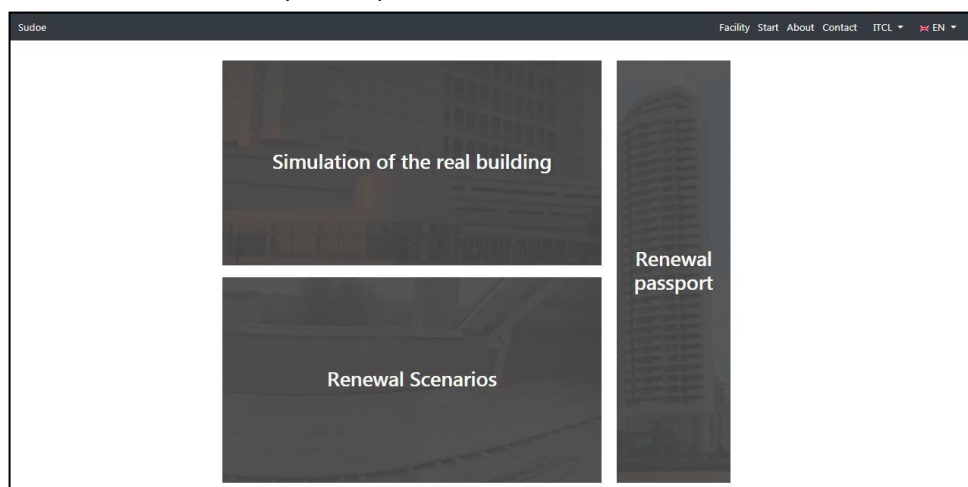 Sudoe Facility Start About Contact ITCL EN
Simulation of the real building
Renewal
passport
Renewal Scenarios